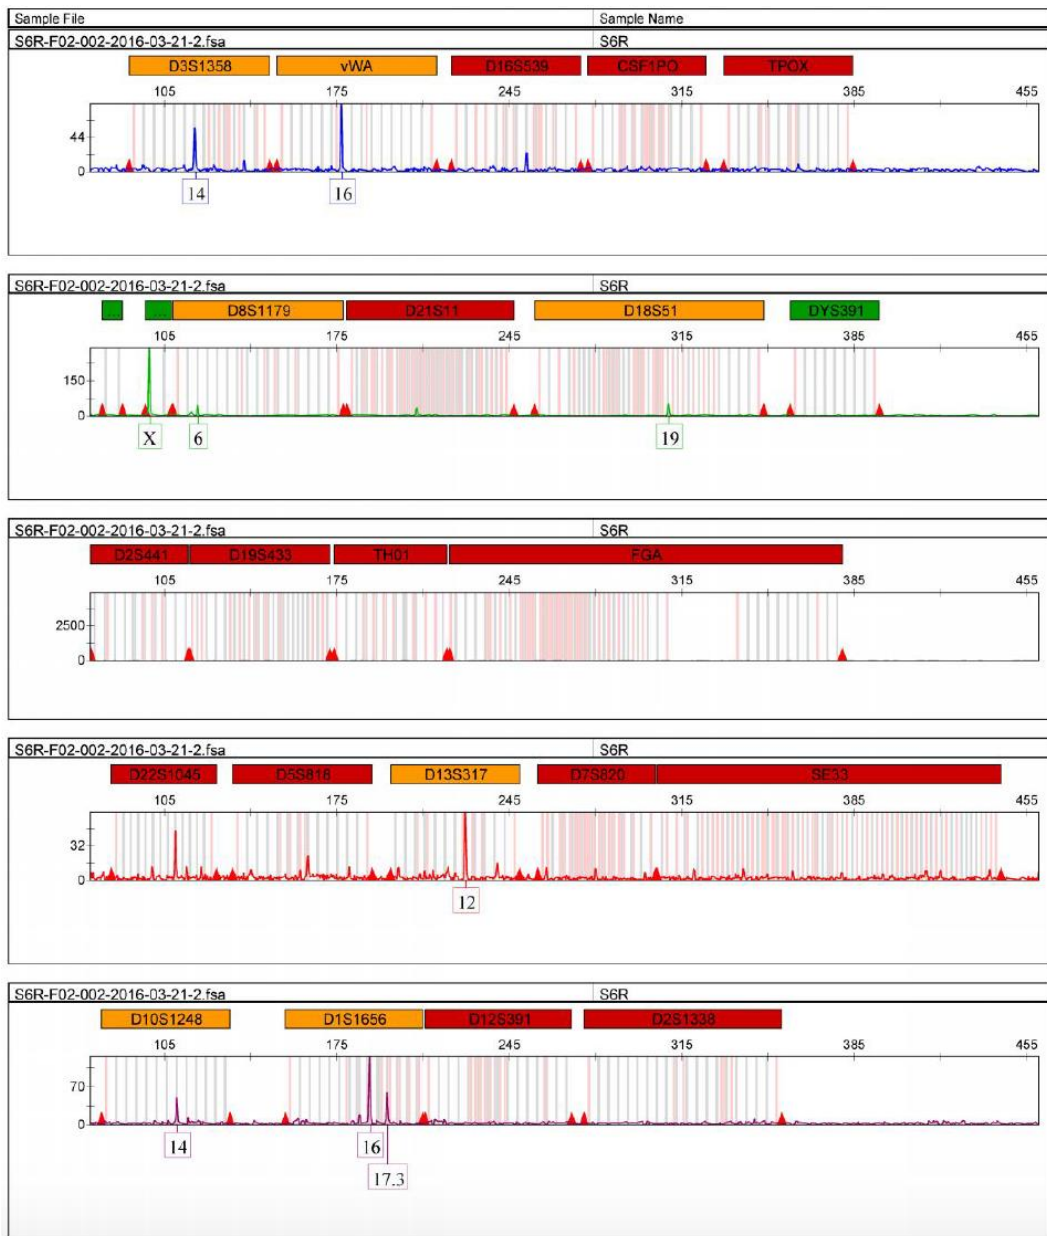 Sample File Sample Name
S6R-F02-002-2016-03-21-2.fsa S6R
D3S1358 vWA D16S539 CSF1PO TPOX
105 175 245 315 385 455
44
0
14 16
S6R-F02-002-2016-03-21-2.fsa S6R
... ... D8S1179 D21S11 D18S51 DYS391
105 175 245 315 385 455
150
0
X 6 19
S6R-F02-002-2016-03-21-2.fsa S6R
D2S441 D19S433 TH01 FGA
105 175 245 315 385 455
2500
0
S6R-F02-002-2016-03-21-2.fsa S6R
D22S1045 D5S818 D13S317 D7S820 SE33
105 175 245 315 385 455
32
0
12
S6R-F02-002-2016-03-21-2.fsa S6R
D10S1248 D1S1656 D12S391 D2S1338
105 175 245 315 385 455
70
0
14 16
17.3